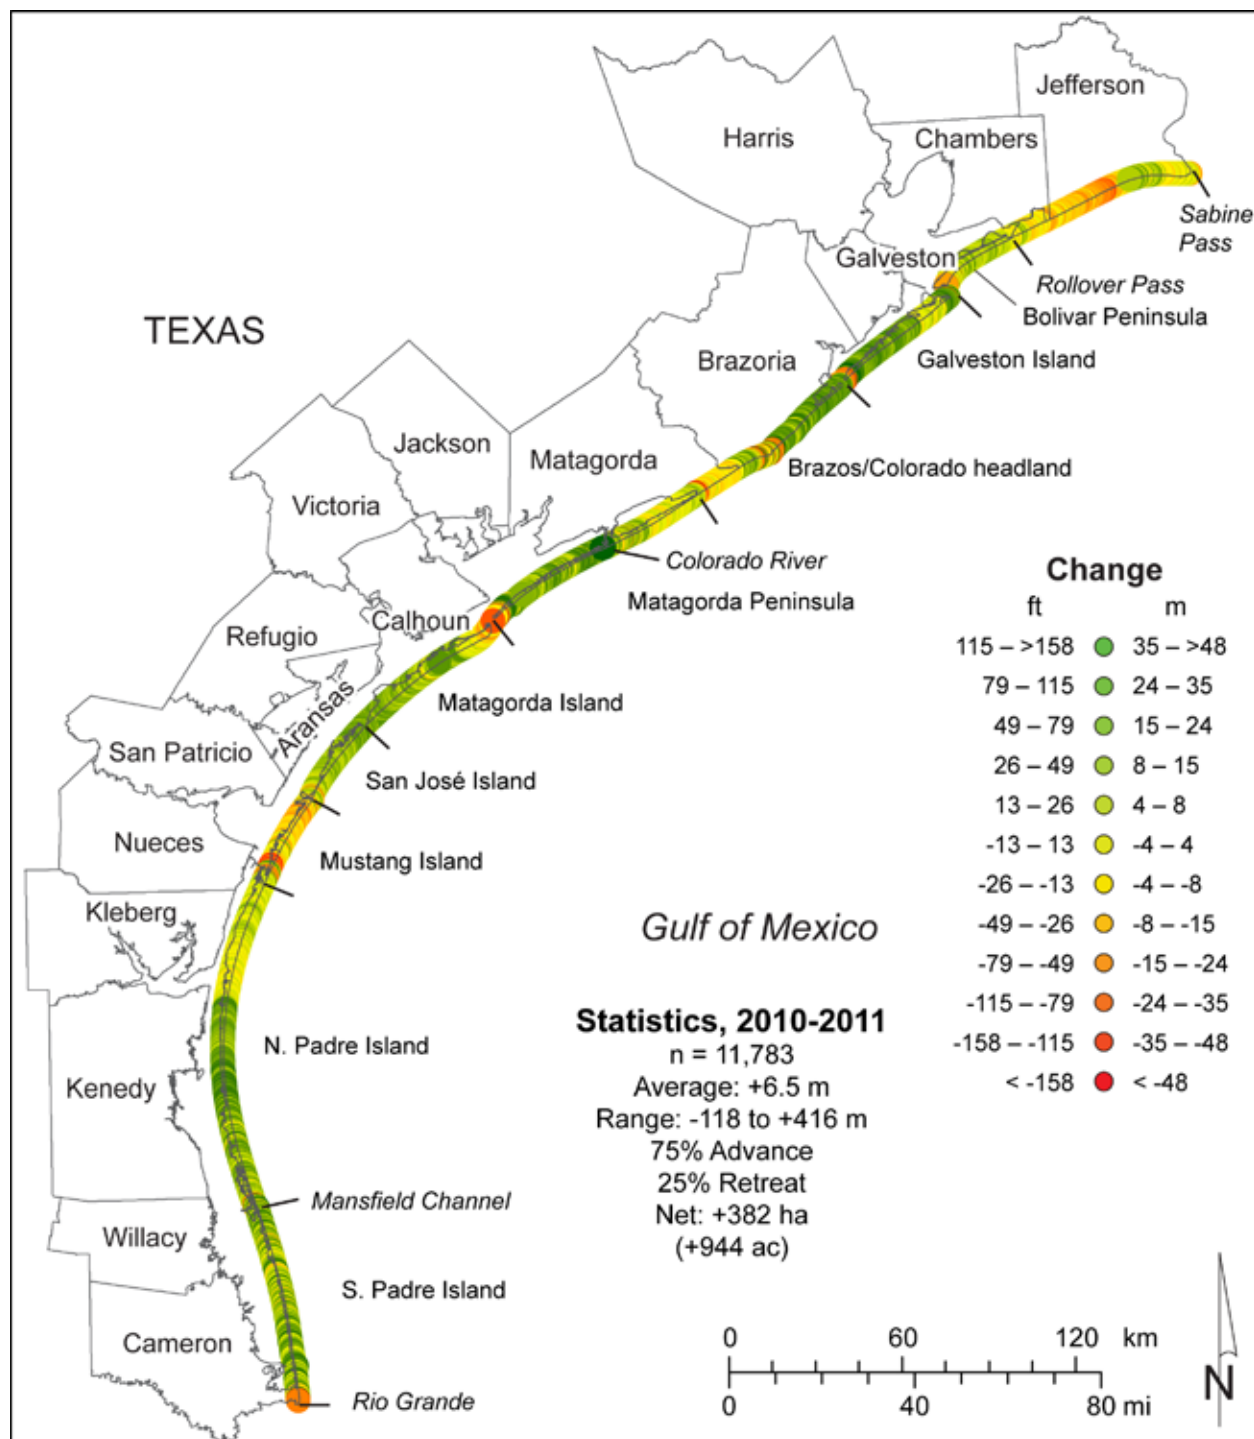 Jefferson
Harris
Chambers
Sabine
Pass
Galveston
Rollover Pass
Bolivar Peninsula
TEXAS
Brazoria
Galveston Island
Jackson
Matagorda
Brazos/Colorado headland
Victoria
Colorado River
Matagorda Peninsula
Calhoun
Refugio
Aransas
Matagorda Island
San Patricio
San José Island
Nueces
Mustang Island
Kleberg
Gulf of Mexico
N. Padre Island
Kenedy
Mansfield Channel
Willacy
S. Padre Island
Cameron
Rio Grande
Change
ft m
115 – >158 35 – >48
79 – 115 24 – 35
49 – 79 15 – 24
26 – 49 8 – 15
13 – 26 4 – 8
-13 – 13 -4 – 4
-26 – -13 -4 – -8
-49 – -26 -8 – -15
-79 – -49 -15 – -24
-115 – -79 -24 – -35
-158 – -115 -35 – -48
< -158 < -48
Statistics, 2010-2011
n = 11,783
Average: +6.5 m
Range: -118 to +416 m
75% Advance
25% Retreat
Net: +382 ha
(+944 ac)
0 60 120 km
0 40 80 mi
N